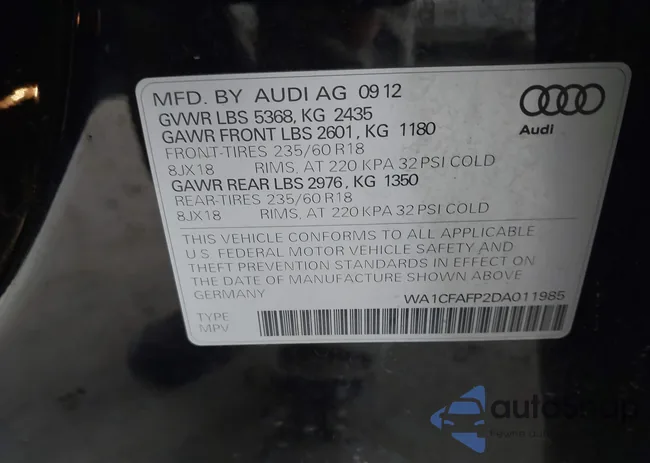 MFD. BY AUDI AG 09 12
GVWR LBS 5368, KG 2435
GAWR FRONT LBS 2601, KG 1180
FRONT-TIRES 235/60 R18
8JX18 RIMS, AT 220 KPA 32 PSI COLD
GAWR REAR LBS 2976, KG 1350
REAR-TIRES 235/60 R18
8JX18 RIMS, AT 220 KPA 32 PSI COLD
Audi
THIS VEHICLE CONFORMS TO ALL APPLICABLE
U.S. FEDERAL MOTOR VEHICLE SAFETY AND
THEFT PREVENTION STANDARDS IN EFFECT ON
THE DATE OF MANUFACTURE SHOWN ABOVE
GERMANY
WA1CFAFP2DA011985
TYPE
MPV